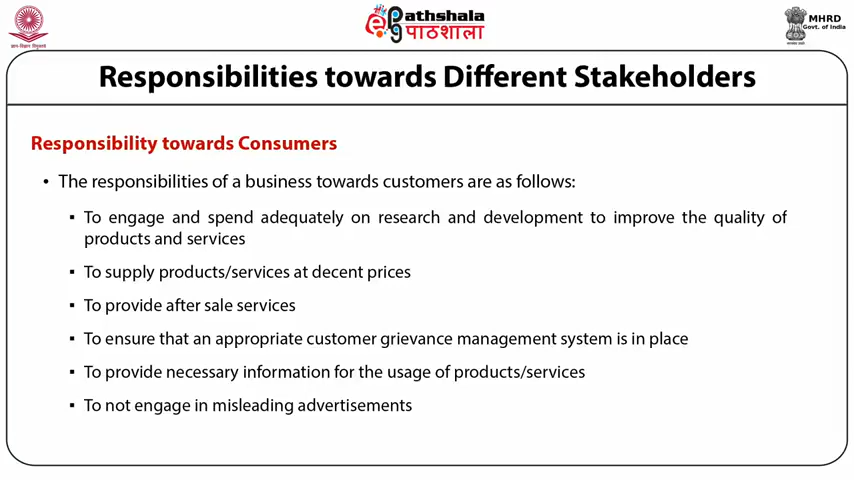 ज्ञान-विज्ञान विमुक्तये
e Pathshala
पाठशाला
MHRD
Govt. of India
Responsibilities towards Different Stakeholders
Responsibility towards Consumers
• The responsibilities of a business towards customers are as follows:
▪ To engage and spend adequately on research and development to improve the quality of
products and services
▪ To supply products/services at decent prices
▪ To provide after sale services
▪ To ensure that an appropriate customer grievance management system is in place
▪ To provide necessary information for the usage of products/services
▪ To not engage in misleading advertisements